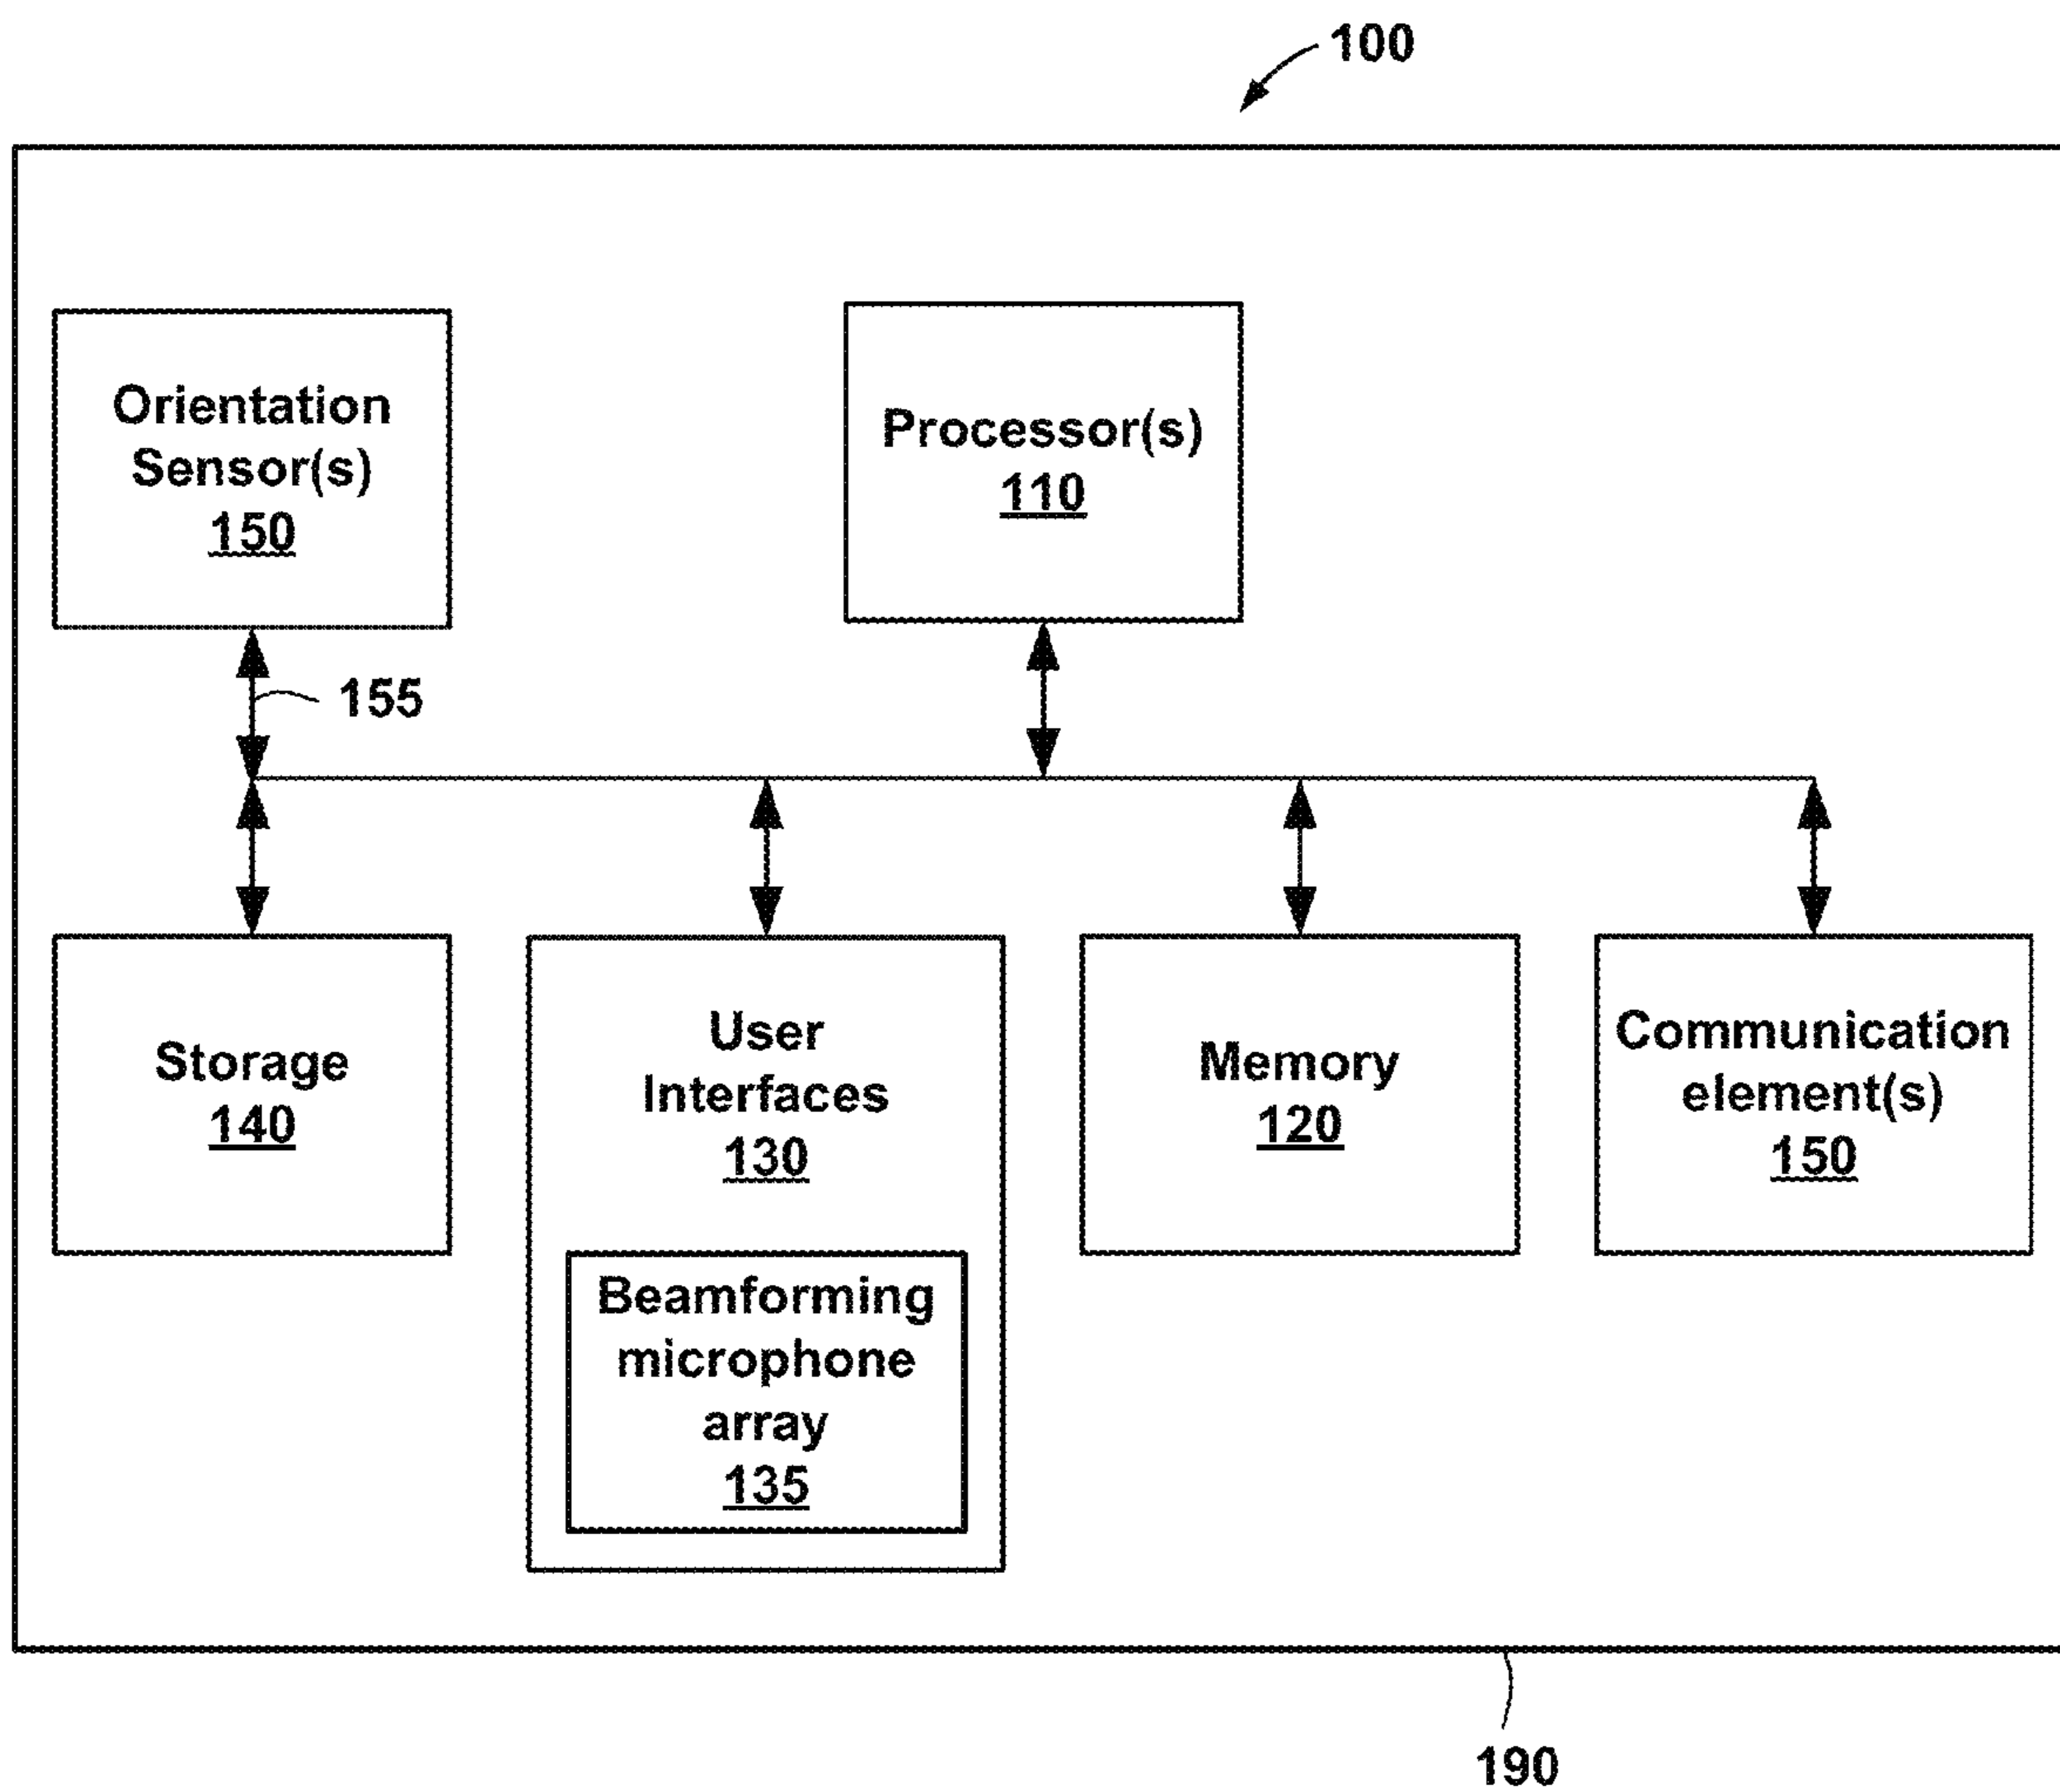 100
Orientation
Sensor(s)
150
Processor(s)
110
155
Storage
140
User
Interfaces
130
Beamforming
microphone
array
135
Memory
120
Communication
element(s)
150
190